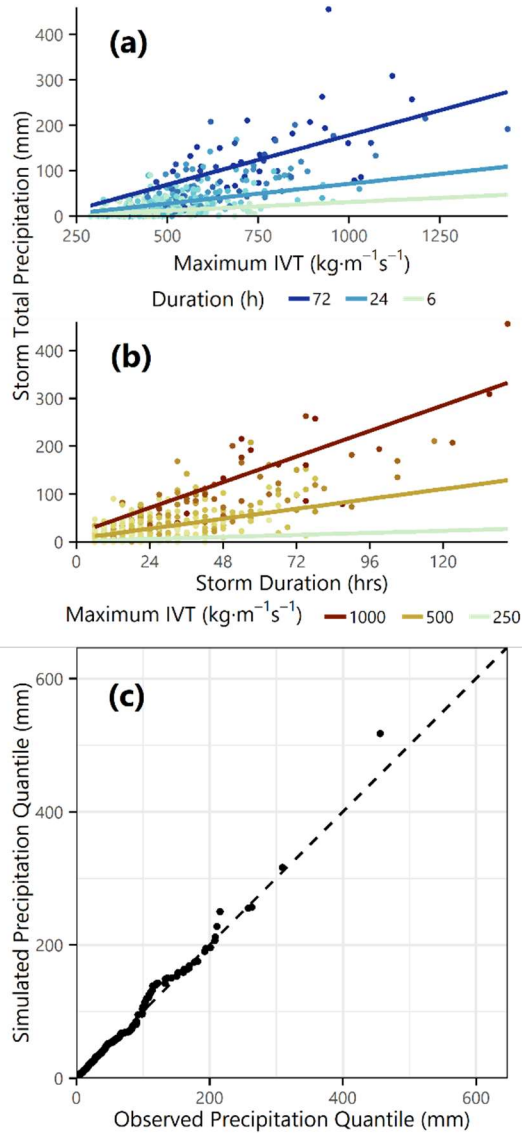 (a)
400
300
200
100
0
250 500 750 1000 1250
Maximum IVT (kg·m⁻¹s⁻¹)
Duration (h) 72 24 6
Storm Total Precipitation (mm)
(b)
400
300
200
100
0
0 24 48 72 96 120
Storm Duration (hrs)
Maximum IVT (kg·m⁻¹s⁻¹) 1000 500 250
(c)
600
400
200
0
Simulated Precipitation Quantile (mm)
0 200 400 600
Observed Precipitation Quantile (mm)